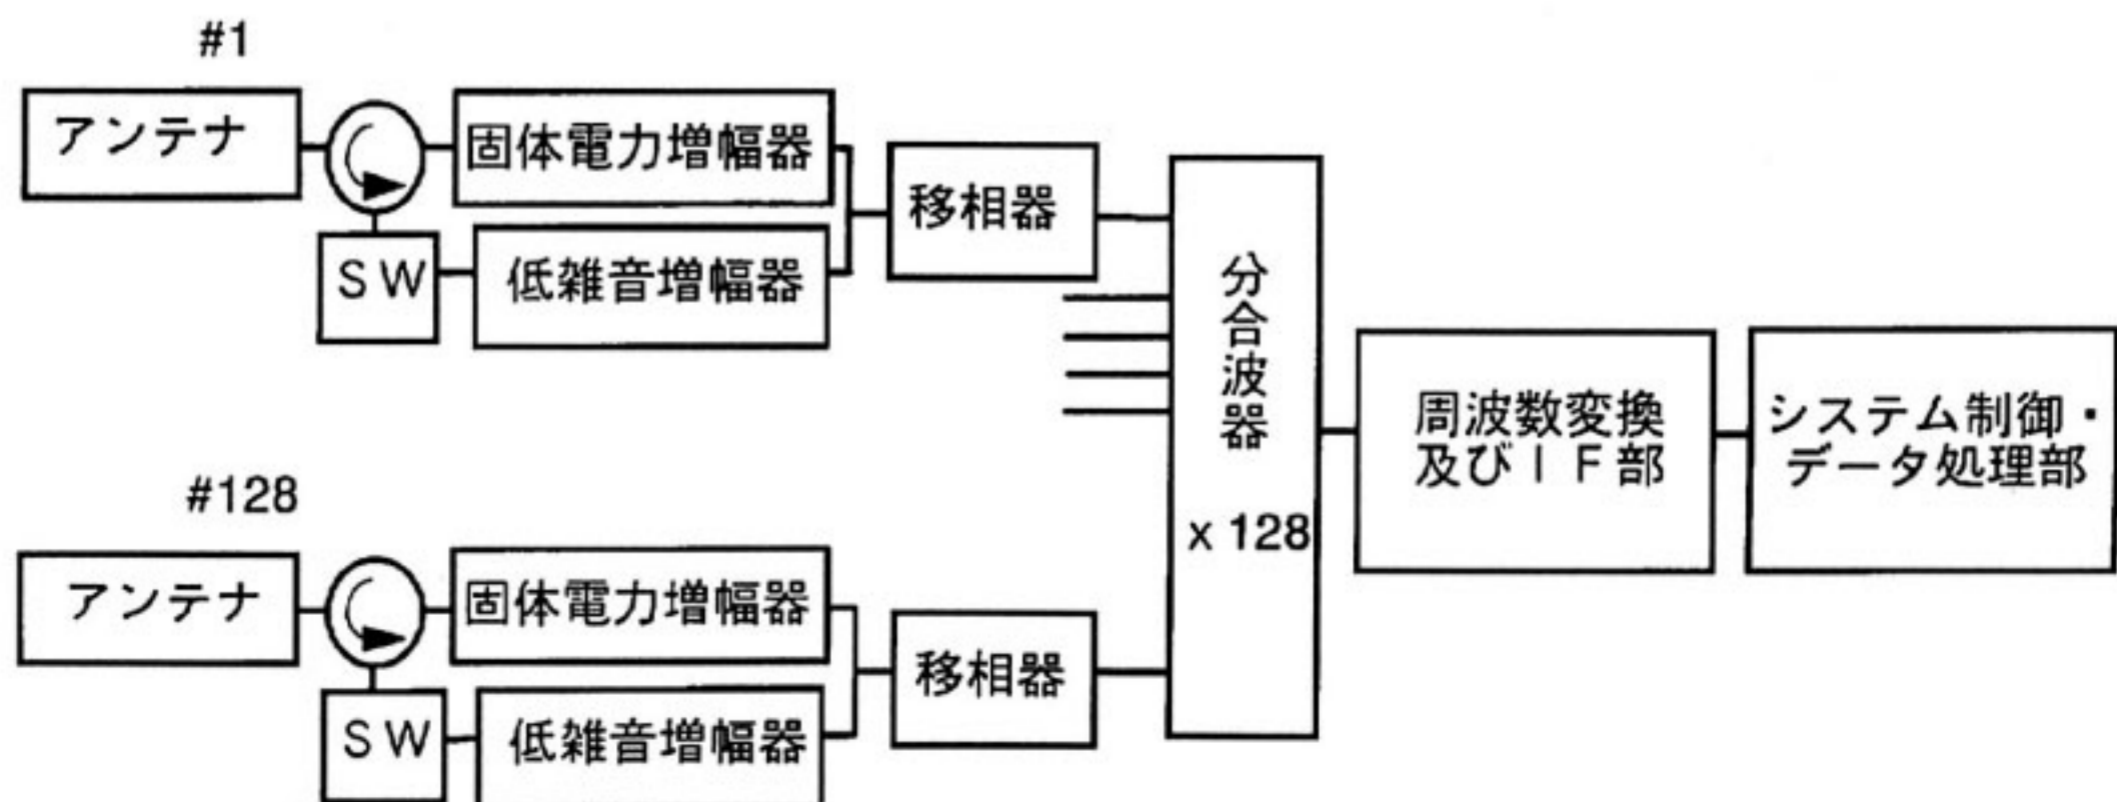 #1
アンテナ
固体電力増幅器
移相器
SW
低雑音増幅器
分合波器
x 128
周波数変換
及びIF部
システム制御・
データ処理部
#128
アンテナ
固体電力増幅器
移相器
SW
低雑音増幅器